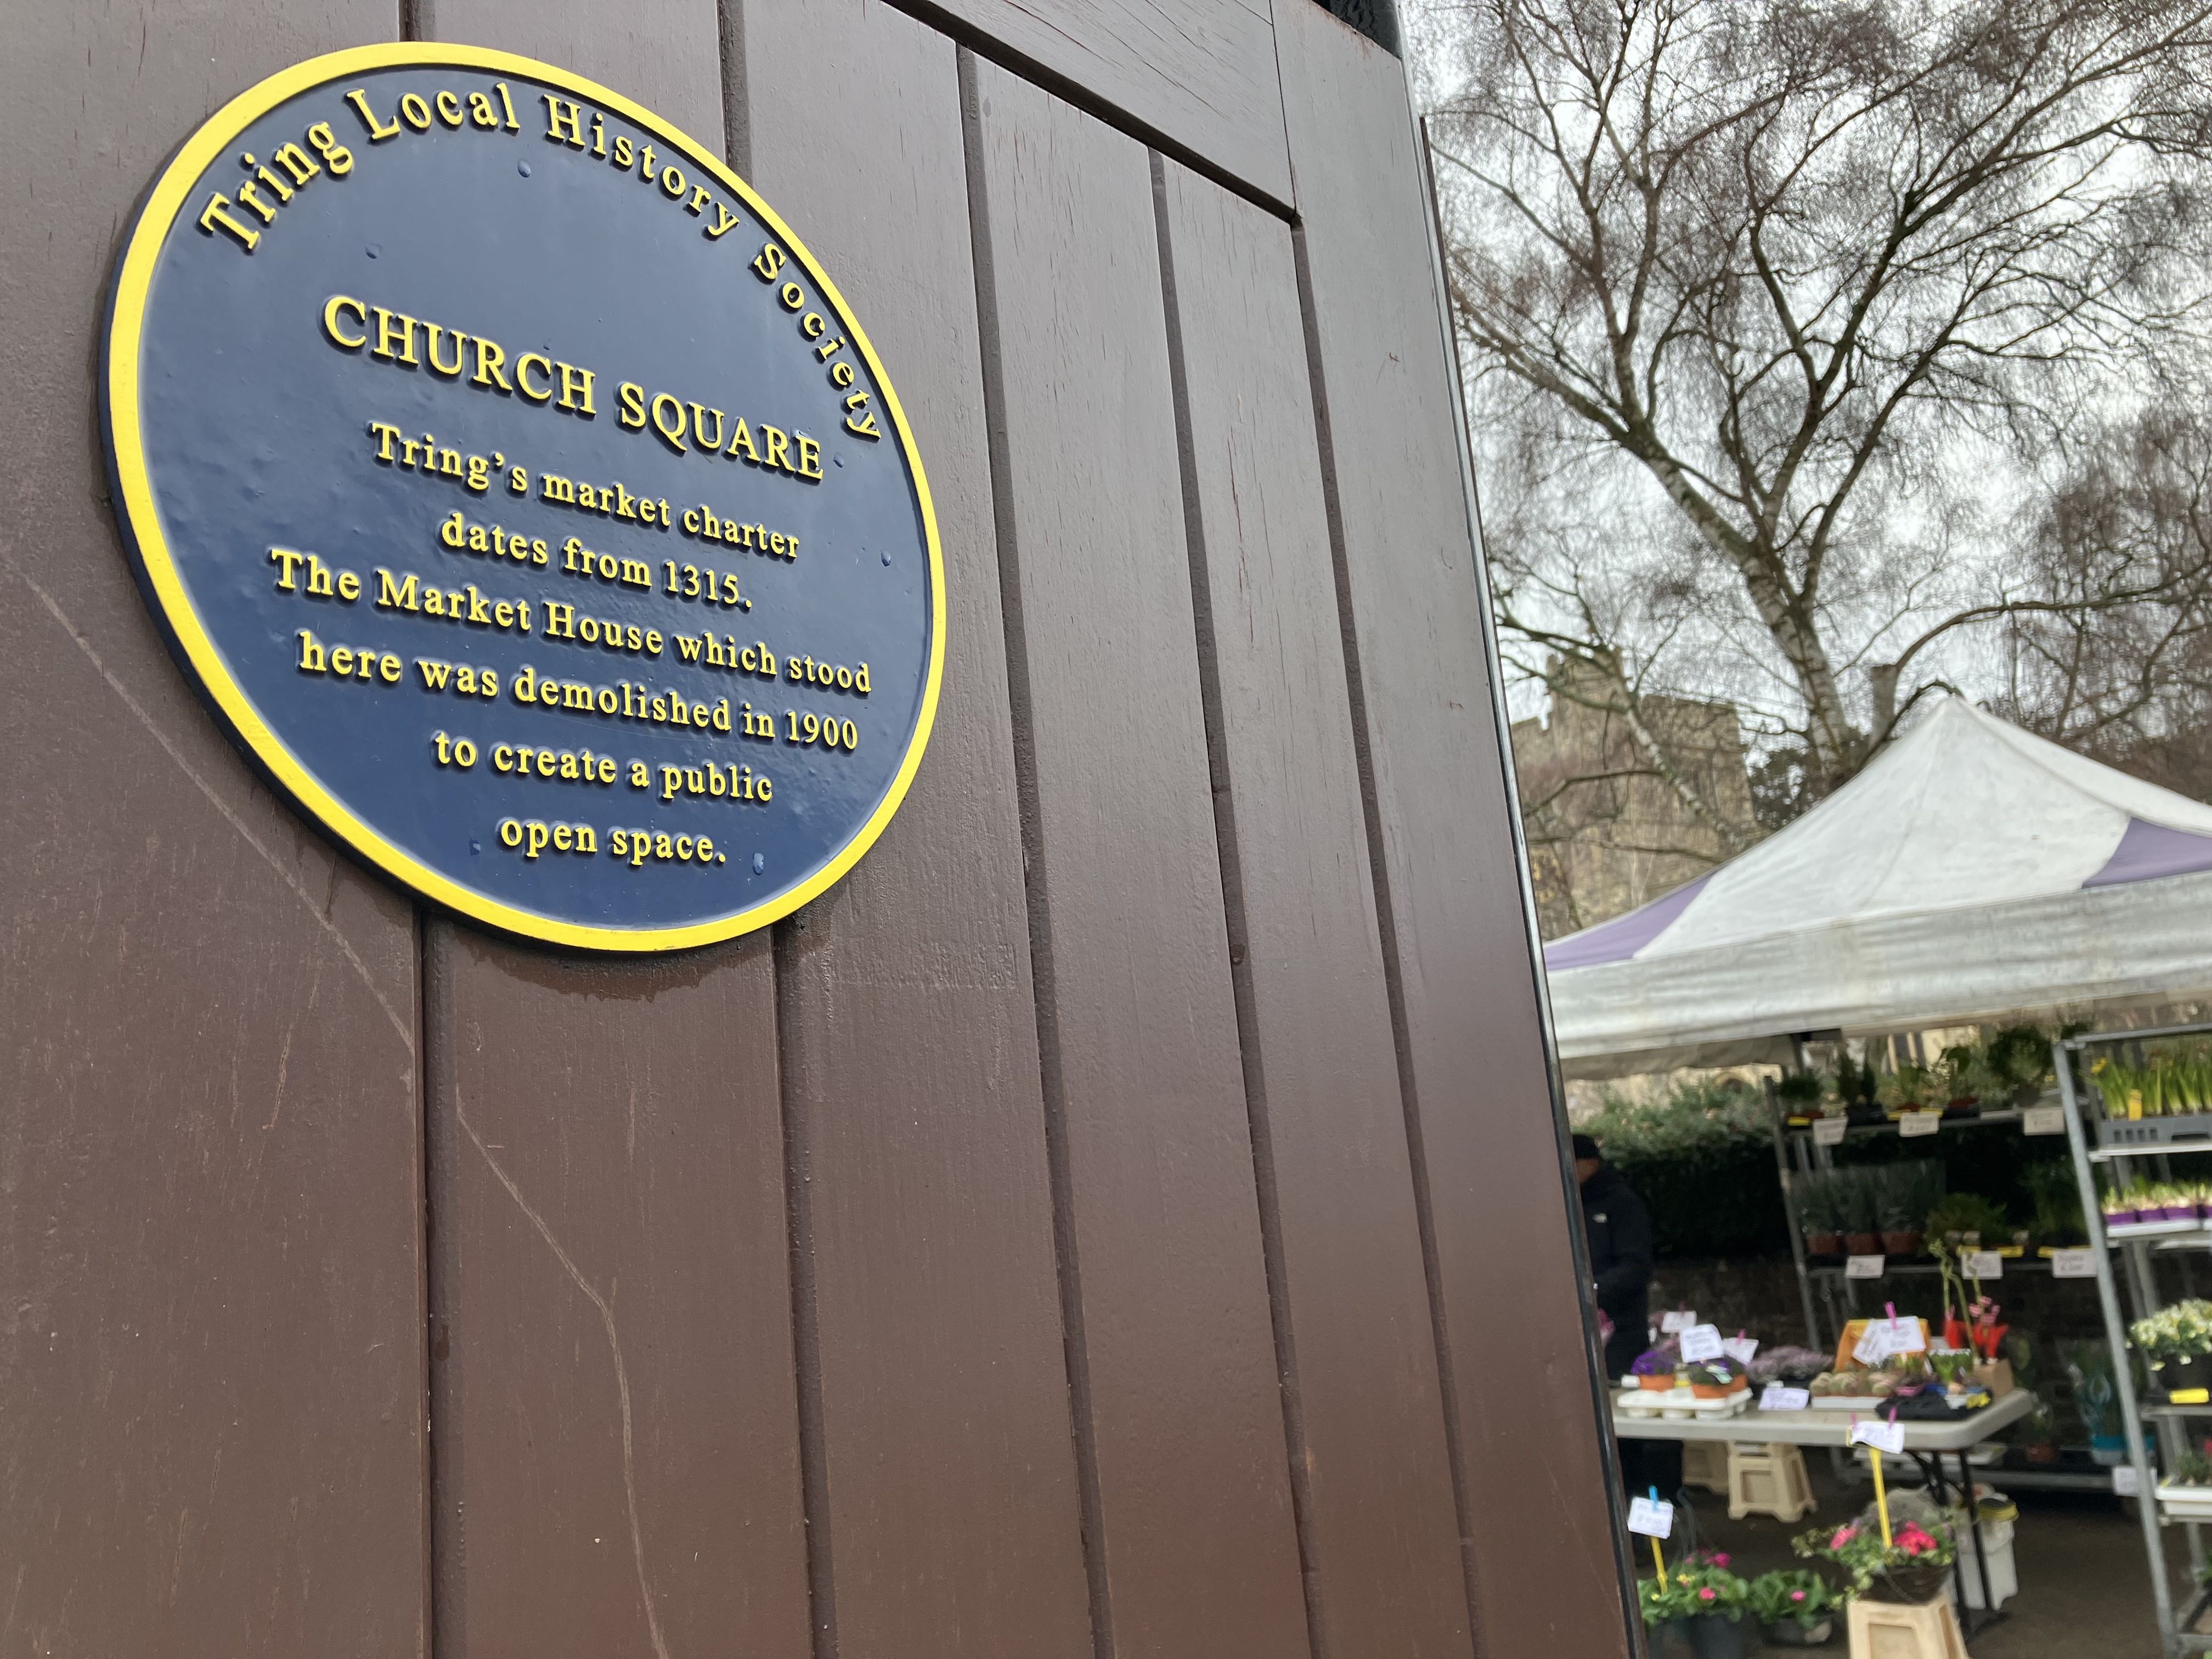 Tring Local History Society
CHURCH SQUARE
Tring's market charter
dates from 1315.
The Market House which stood
here was demolished in 1900
to create a public
open space.